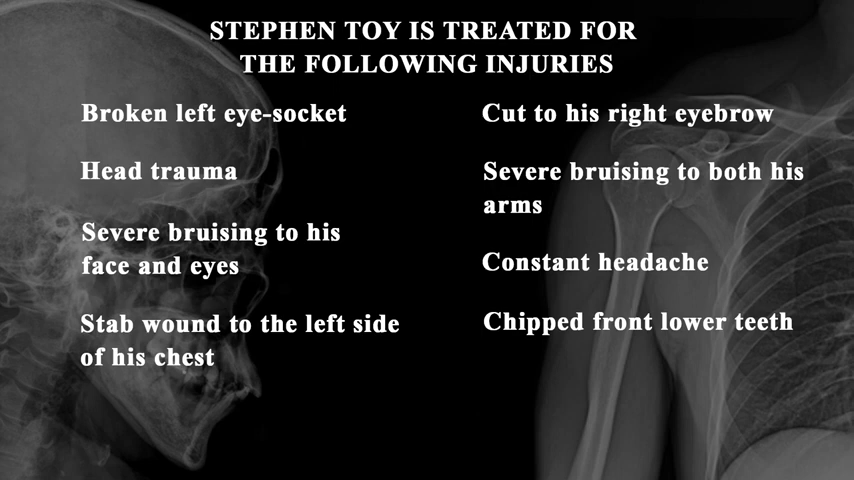 STEPHEN TOY IS TREATED FOR
THE FOLLOWING INJURIES
Broken left eye-socket
Head trauma
Severe bruising to his
face and eyes
Stab wound to the left side
of his chest
Cut to his right eyebrow
Severe bruising to both his
arms
Constant headache
Chipped front lower teeth